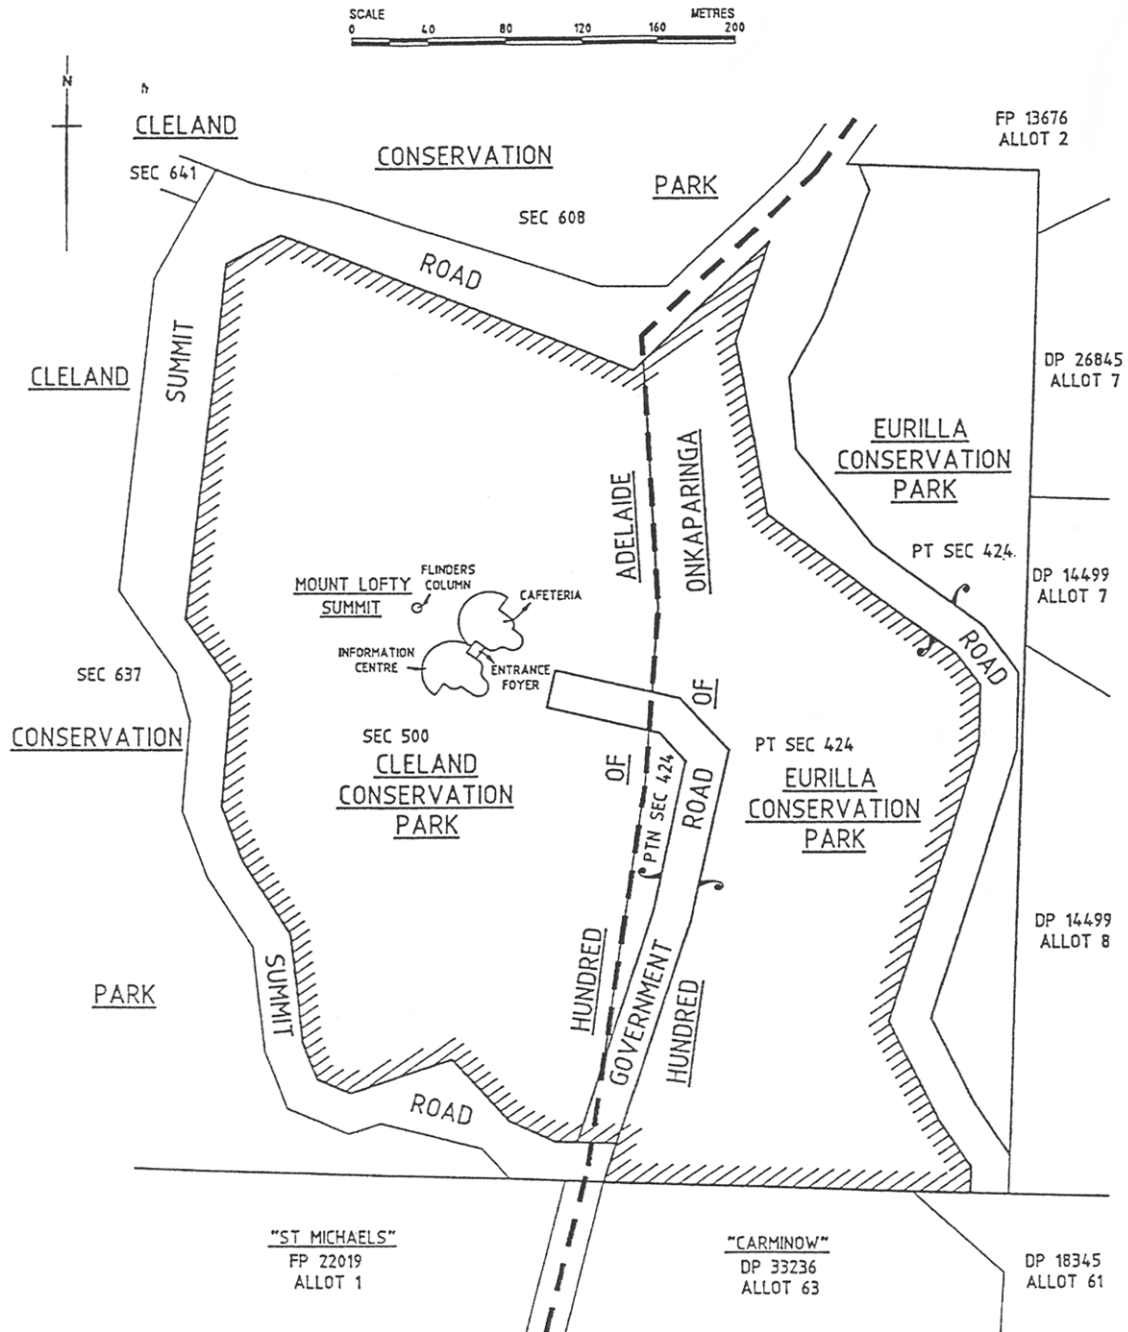 SCALE METRES
0 40 80 120 160 200
N
CLELAND
CONSERVATION
PARK
FP 13676
ALLOT 2
SEC 641
SEC 608
ROAD
SUMMIT
CLELAND
DP 26845
ALLOT 7
EURILLA
CONSERVATION
PARK
ADELAIDE
ONKAPARINGA
PT SEC 424.
DP 14499
ALLOT 7
MOUNT LOFTY
SUMMIT
FLINDERS
COLUMN
CAFETERIA
INFORMATION
CENTRE
ENTRANCE
FOYER
ROAD
SEC 637
CONSERVATION
OF
OF
SEC 500
CLELAND
CONSERVATION
PARK
PTN SEC 424
ROAD
PT SEC 424
EURILLA
CONSERVATION
PARK
DP 14499
ALLOT 8
PARK
SUMMIT
HUNDRED
GOVERNMENT
HUNDRED
ROAD
"ST MICHAELS"
FP 22019
ALLOT 1
"CARMINOW"
DP 33236
ALLOT 63
DP 18345
ALLOT 61